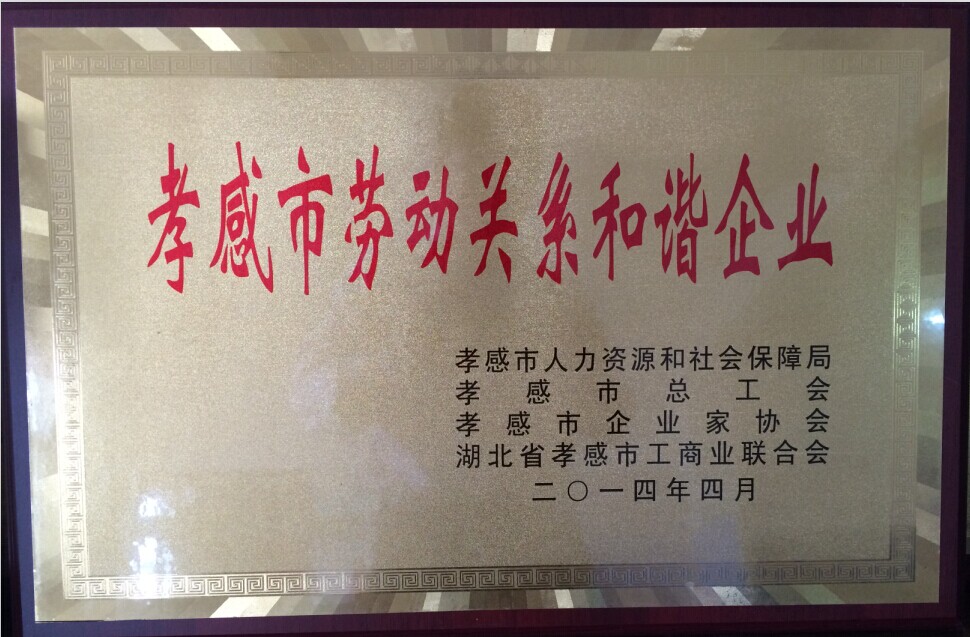 孝感市劳动关系和谐企业
孝感市人力资源和社会保障局
孝感市总工会
孝感市企业家协会
湖北省孝感市工商业联合会
二〇一四年四月